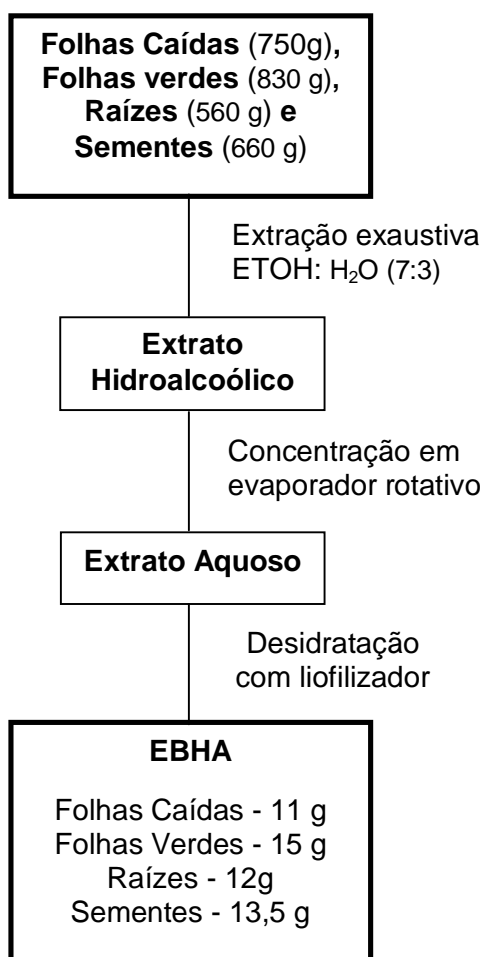 Folhas Caídas (750g),
Folhas verdes (830 g),
Raízes (560 g) e
Sementes (660 g)
Extração exaustiva
ETOH: H₂O (7:3)
Extrato
Hidroalcoólico
Concentração em
evaporador rotativo
Extrato Aquoso
Desidratação
com liofilizador
EBHA
Folhas Caídas - 11 g
Folhas Verdes - 15 g
Raízes - 12g
Sementes - 13,5 g